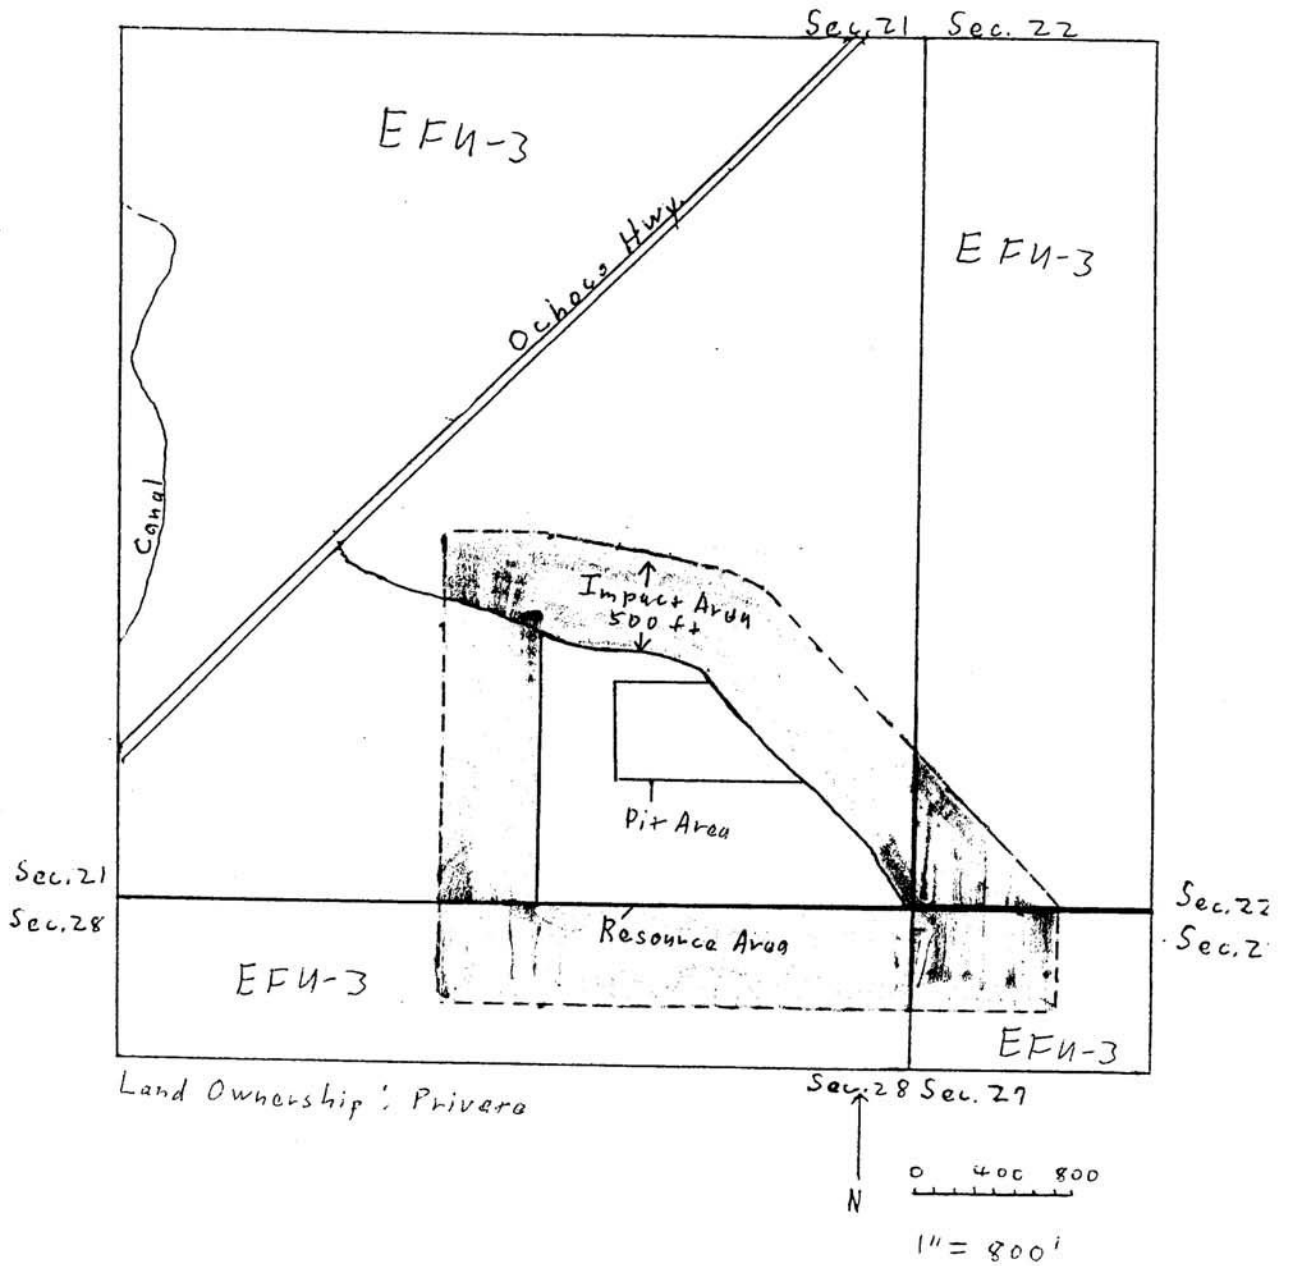 Sec. 21 Sec. 22
EFU-3
EFU-3
Ochoco Hwy.
Canal
Impact Area
500 ft
Pit Area
Sec. 21
Sec. 22
Sec. 28
Sec. 2
Resource Area
EFU-3
EFU-3
Land Ownership: Private
Sec. 28 Sec. 27
0 400 800
N
1" = 800'